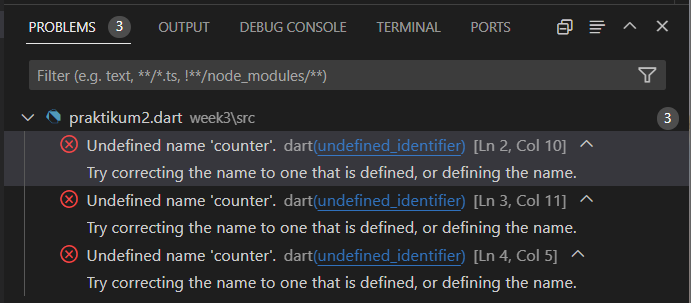 PROBLEMS 3 OUTPUT DEBUG CONSOLE TERMINAL PORTS
Filter (e.g. text, **/*.ts, !**/node_modules/**)
praktikum2.dart week3\src 3
Undefined name 'counter'. dart(undefined_identifier) [Ln 2, Col 10]
Try correcting the name to one that is defined, or defining the name.
Undefined name 'counter'. dart(undefined_identifier) [Ln 3, Col 11]
Try correcting the name to one that is defined, or defining the name.
Undefined name 'counter'. dart(undefined_identifier) [Ln 4, Col 5]
Try correcting the name to one that is defined, or defining the name.